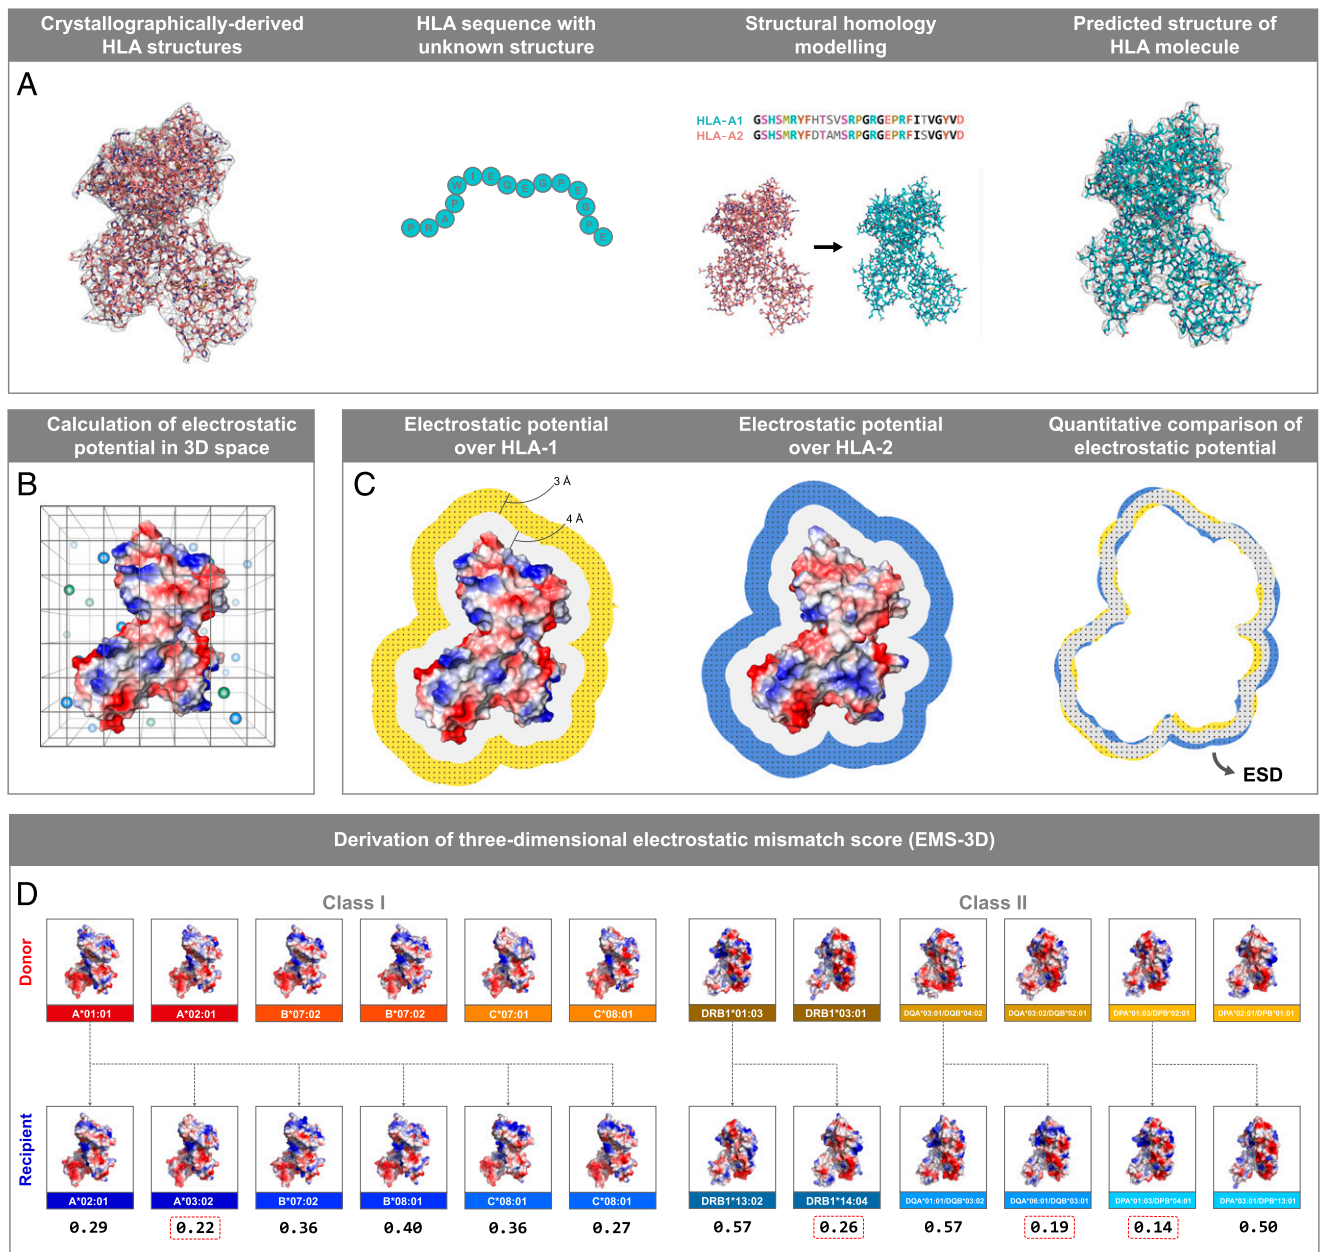 Crystallographically-derived
HLA structures
HLA sequence with
unknown structure
Structural homology
modelling
Predicted structure of
HLA molecule
A
HLA-A1 GSHSMRYFHTSVSRPGRGEPRFITVGYVD
HLA-A2 GSHSMRYFDTAMSRPGRGEPRFISVGYVD
P R A P W I E Q E G P E G P E
Calculation of electrostatic
potential in 3D space
B
Electrostatic potential
over HLA-1
Electrostatic potential
over HLA-2
Quantitative comparison of
electrostatic potential
C
3 Å
4 Å
ESD
Derivation of three-dimensional electrostatic mismatch score (EMS-3D)
D
Class I
Class II
Donor
A*01:01
A*02:01
B*07:02
B*07:02
C*07:01
C*08:01
DRB1*01:03
DRB1*03:01
DQA*03:01/DQB*04:02
DQA*03:02/DQB*02:01
DPA*01:03/DPB*02:01
DPA*02:01/DPB*01:01
Recipient
A*02:01
A*03:02
B*07:02
B*08:01
C*08:01
C*08:01
DRB1*13:02
DRB1*14:04
DQA*01:01/DQB*03:02
DQA*06:01/DQB*03:01
DPA*01:03/DPB*04:01
DPA*03:01/DPB*13:01
0.29
0.22
0.36
0.40
0.36
0.27
0.57
0.26
0.57
0.19
0.14
0.50